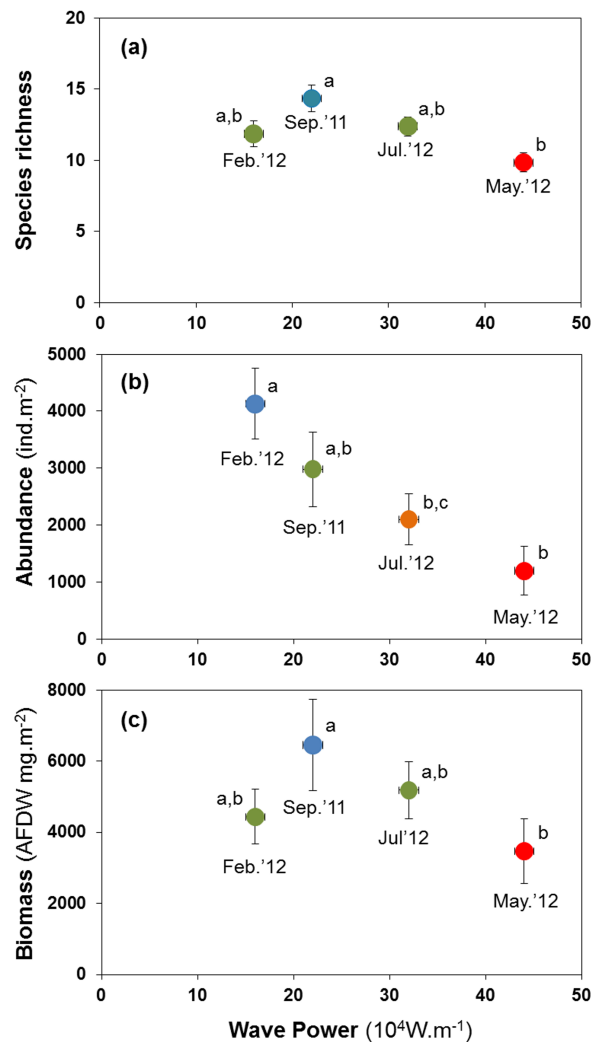 (a)
Species richness
20
15
10
5
0
a,b
Feb.’12
a
Sep.’11
a,b
Jul.’12
b
May.’12
0
10
20
30
40
50
(b)
Abundance (ind.m-2)
5000
4000
3000
2000
1000
0
a
Feb.’12
a,b
Sep.’11
b,c
Jul.’12
b
May.’12
0
10
20
30
40
50
(c)
Biomass (AFDW mg.m-2)
8000
6000
4000
2000
0
a,b
Feb.’12
a
Sep.’11
a,b
Jul’12
b
May.’12
0
10
20
30
40
50
Wave Power (10⁴W.m-1)